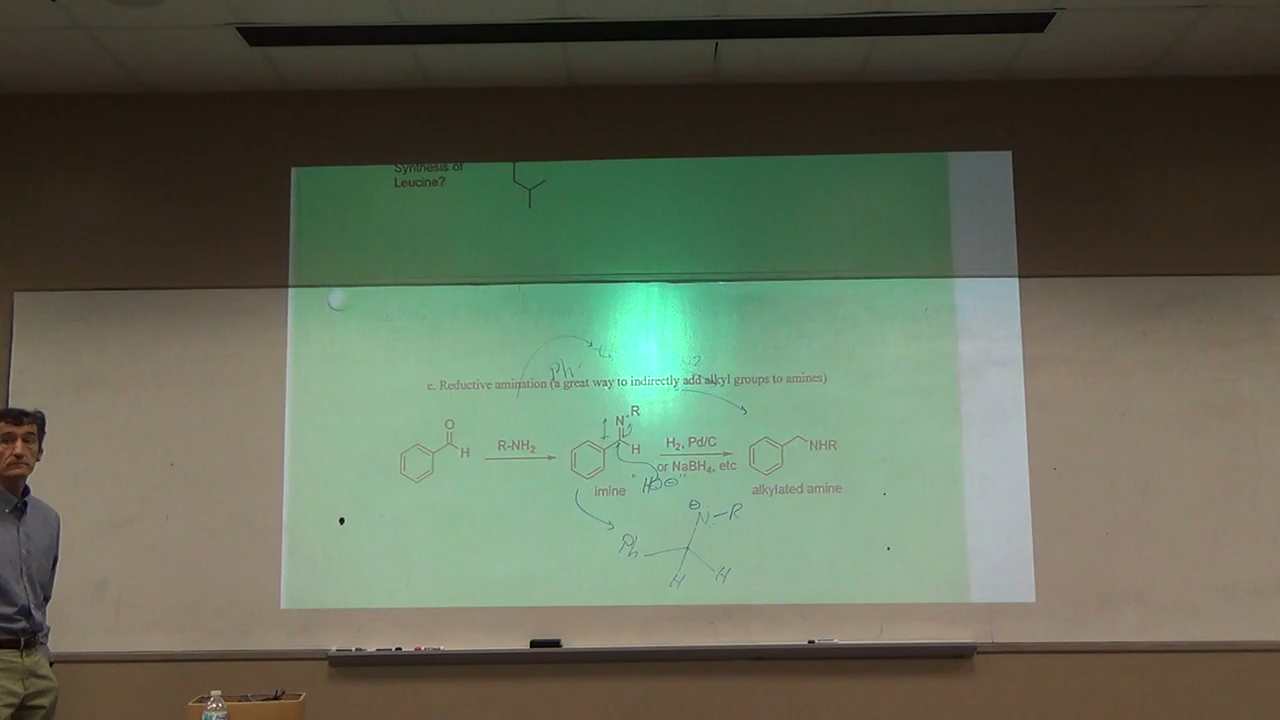 Synthesis of
Leucine?
Ph
c. Reductive amination (a great way to indirectly add alkyl groups to amines)
O
H
R-NH₂
N
R
H
H₂, Pd/C
or NaBH₄, etc
NHR
imine
"H⊖"
alkylated amine
⊖
N̈-R
Ph
H
H